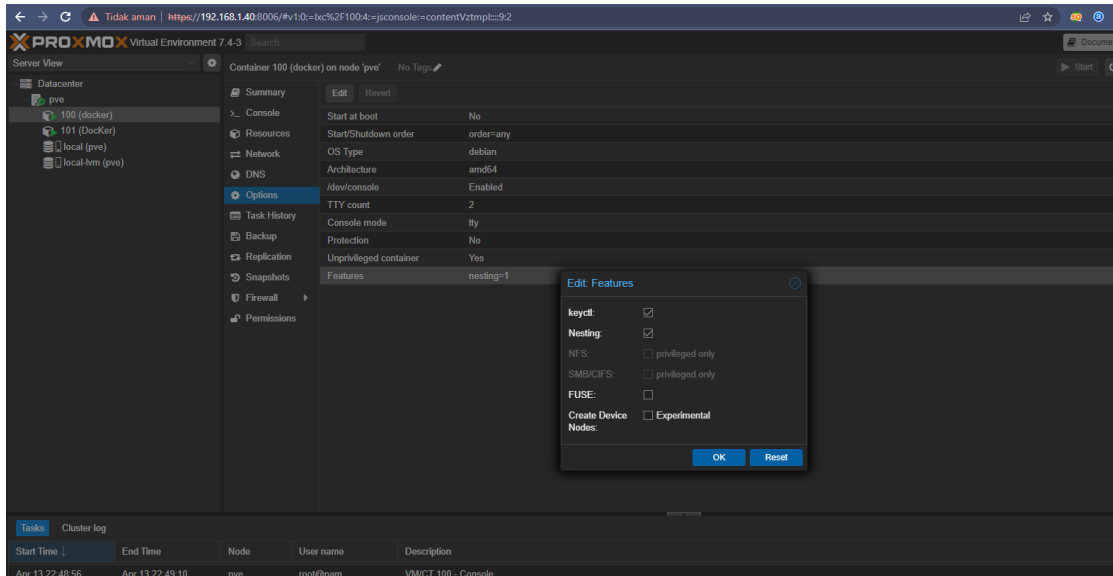 Tidak aman | https://192.168.1.40:8006/#v1:0:=lxc%2F100:4:=jsconsole:=contentVztmpl:::9:2
PROXMOX Virtual Environment 7.4-3 Search
Docume
Server View
Container 100 (docker) on node 'pve' No Tags
Start
Datacenter
pve
100 (docker)
101 (DocKer)
local (pve)
local-lvm (pve)
Summary
Console
Resources
Network
DNS
Options
Task History
Backup
Replication
Snapshots
Firewall
Permissions
Edit Revert
Start at boot No
Start/Shutdown order order=any
OS Type debian
Architecture amd64
/dev/console Enabled
TTY count 2
Console mode tty
Protection No
Unprivileged container Yes
Features nesting=1
Edit: Features
keyctl:
Nesting:
NFS: privileged only
SMB/CIFS: privileged only
FUSE:
Create Device Experimental
Nodes:
OK Reset
Tasks Cluster log
Start Time ↓ End Time Node User name Description
Apr 13 22:48:56 Apr 13 22:49:10 pve root@pam VM/CT 100 - Console